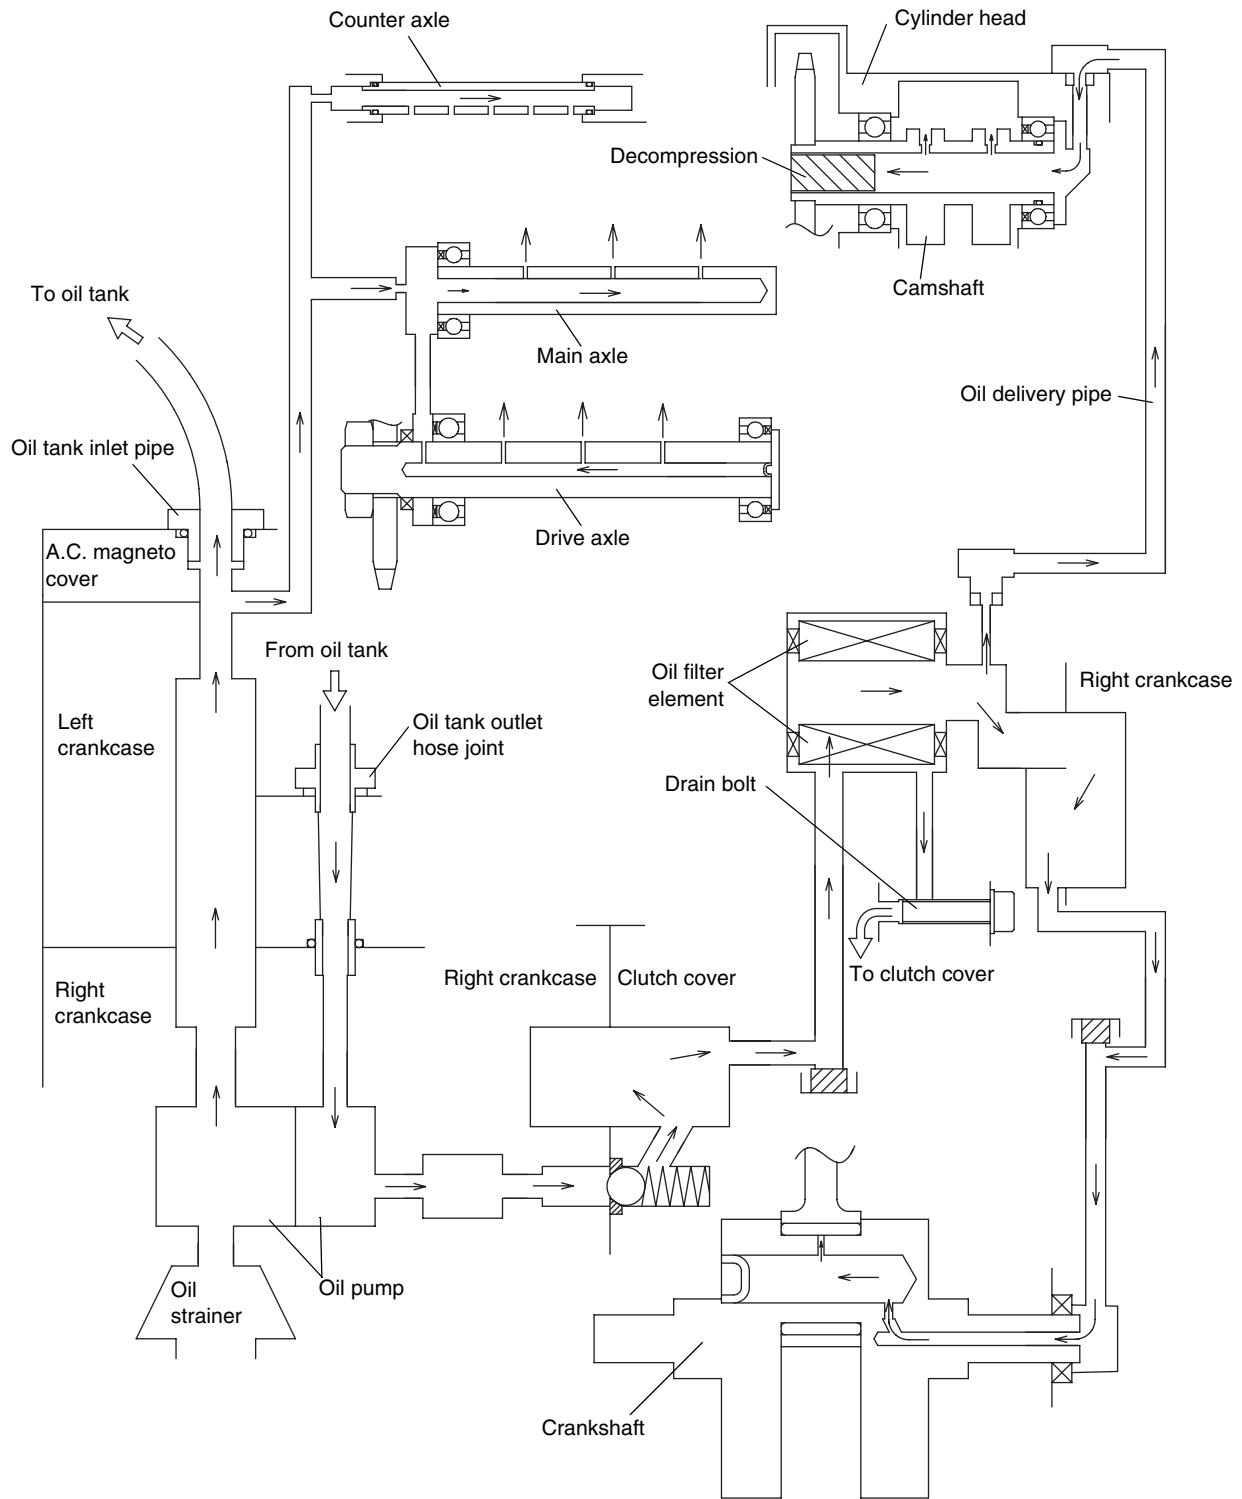 Counter axle
Cylinder head
Decompression
Camshaft
To oil tank
Main axle
Oil delivery pipe
Oil tank inlet pipe
Drive axle
A.C. magneto
cover
From oil tank
Oil filter
element
Right crankcase
Left
crankcase
Oil tank outlet
hose joint
Drain bolt
To clutch cover
Right crankcase
Clutch cover
Right
crankcase
Oil
strainer
Oil pump
Crankshaft